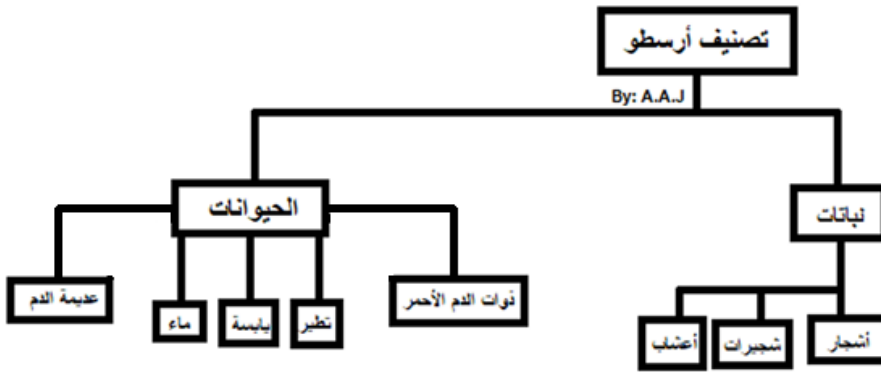 تصنيف أرسطو
By: A.A.J
نباتات
الحيوانات
أشجار
شجيرات
أعشاب
ذوات الدم الأحمر
تطير
يابسة
ماء
عديمة الدم